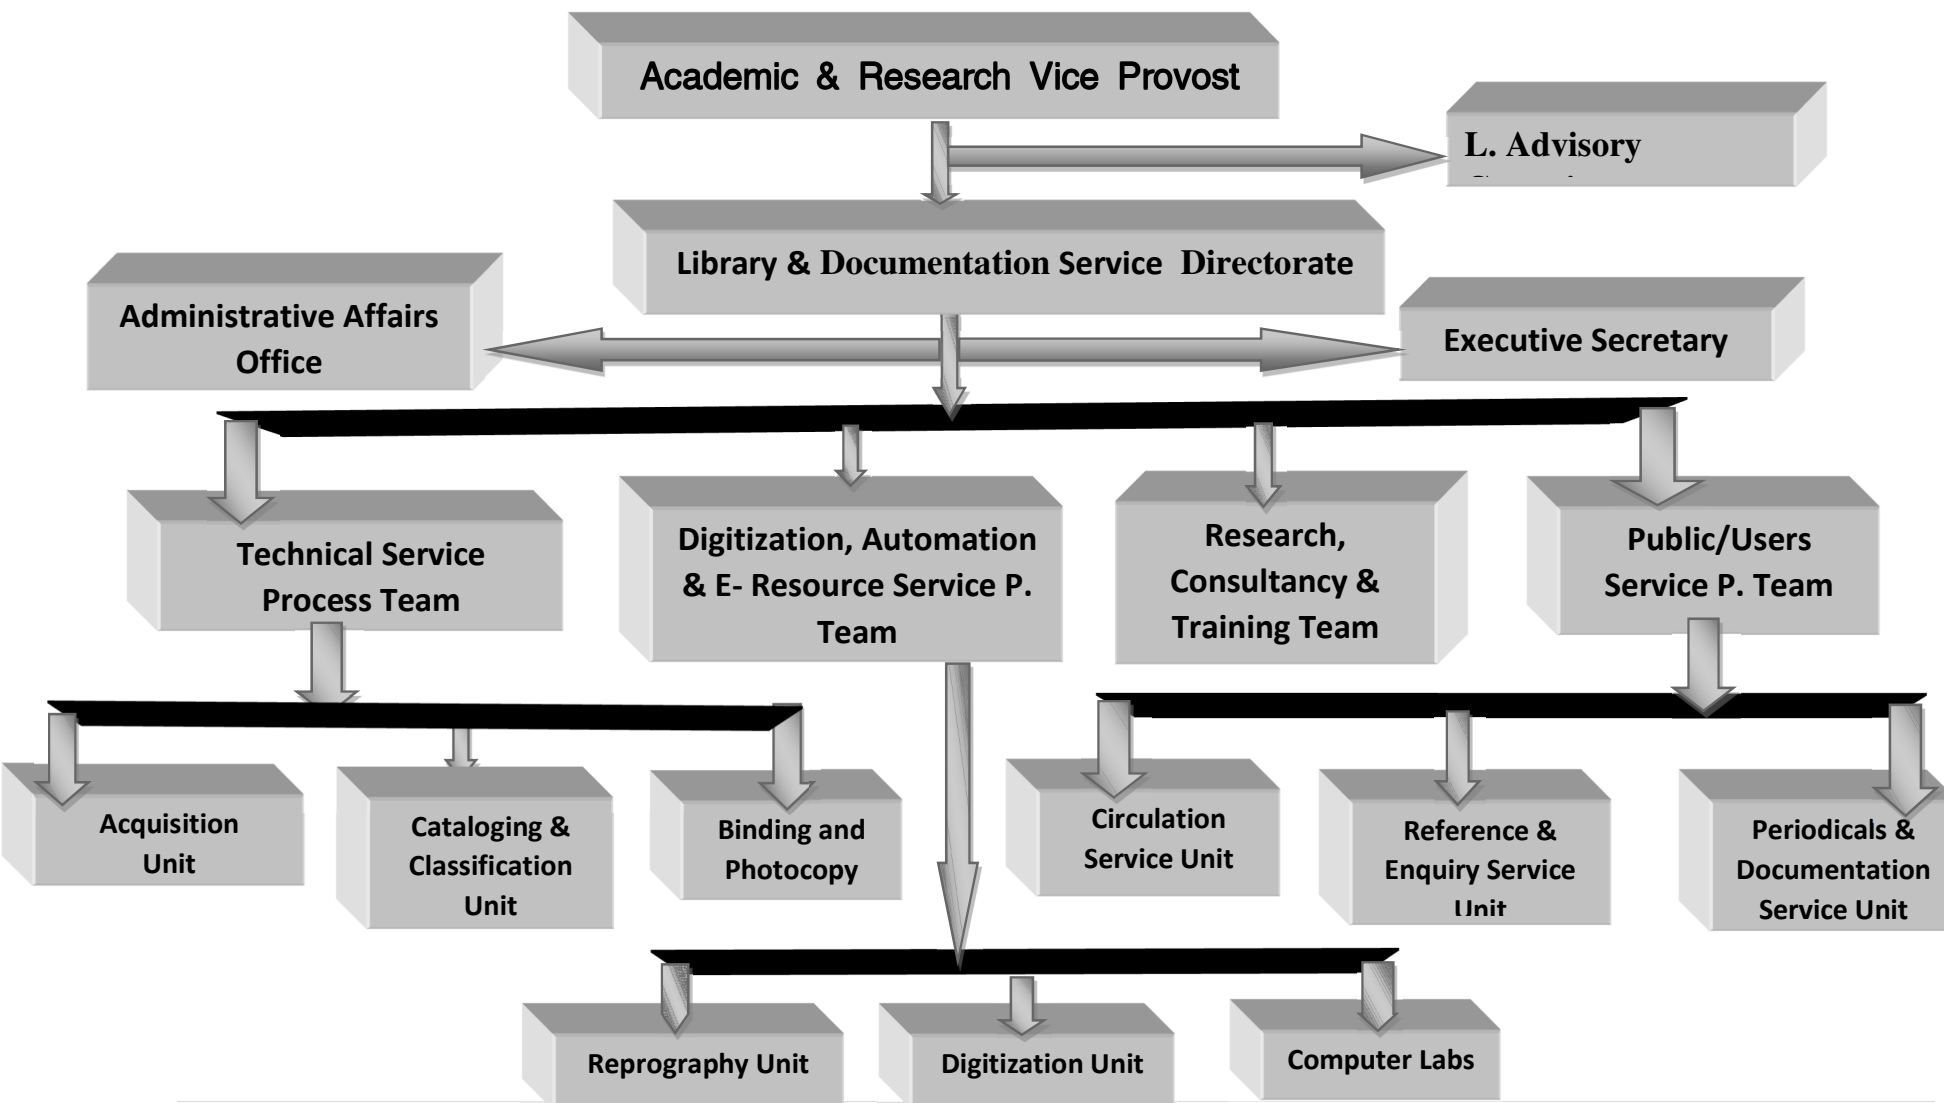 Academic & Research Vice Provost
L. Advisory
Library & Documentation Service Directorate
Administrative Affairs
Office
Executive Secretary
Technical Service
Process Team
Digitization, Automation
& E- Resource Service P.
Team
Research,
Consultancy &
Training Team
Public/Users
Service P. Team
Acquisition
Unit
Cataloging &
Classification
Unit
Binding and
Photocopy
Circulation
Service Unit
Reference &
Enquiry Service
Unit
Periodicals &
Documentation
Service Unit
Reprography Unit
Digitization Unit
Computer Labs